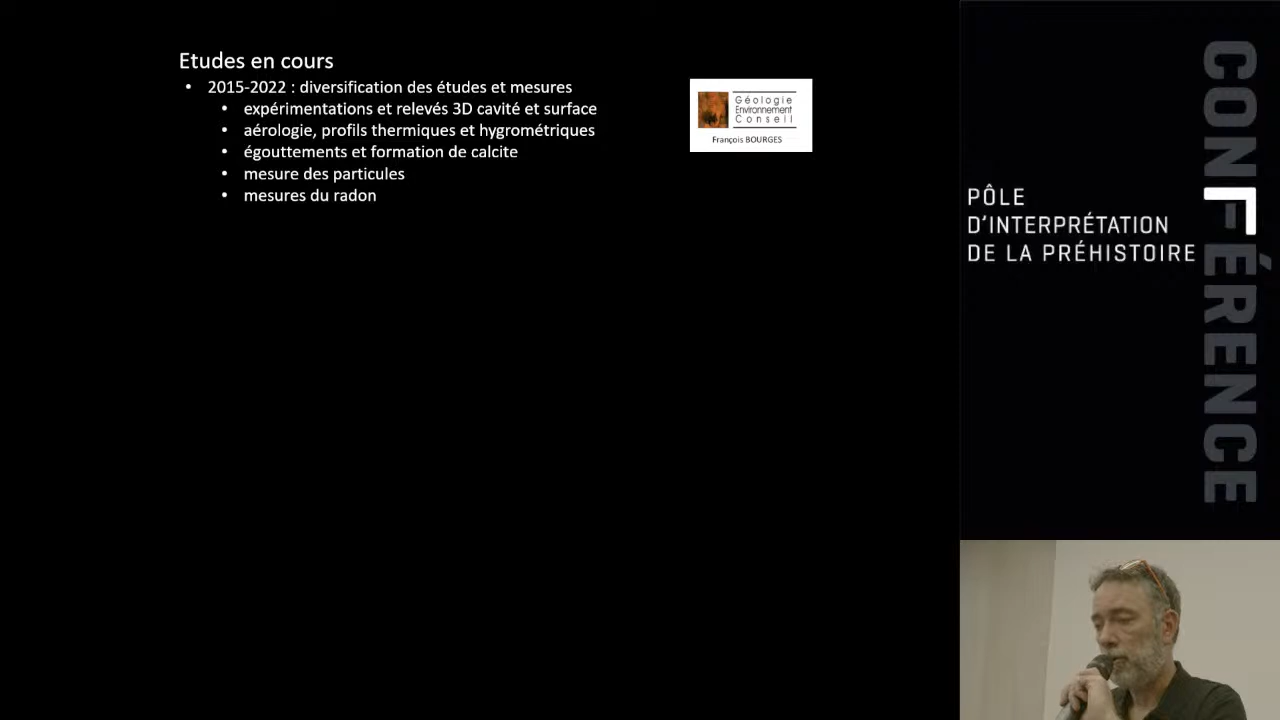 Etudes en cours
• 2015-2022 : diversification des études et mesures
• expérimentations et relevés 3D cavité et surface
• aérologie, profils thermiques et hygrométriques
• égouttements et formation de calcite
• mesure des particules
• mesures du radon
Géologie
Environnement
Conseil
François BOURGES
PÔLE
D'INTERPRÉTATION
DE LA PRÉHISTOIRE
CONFÉRENCE